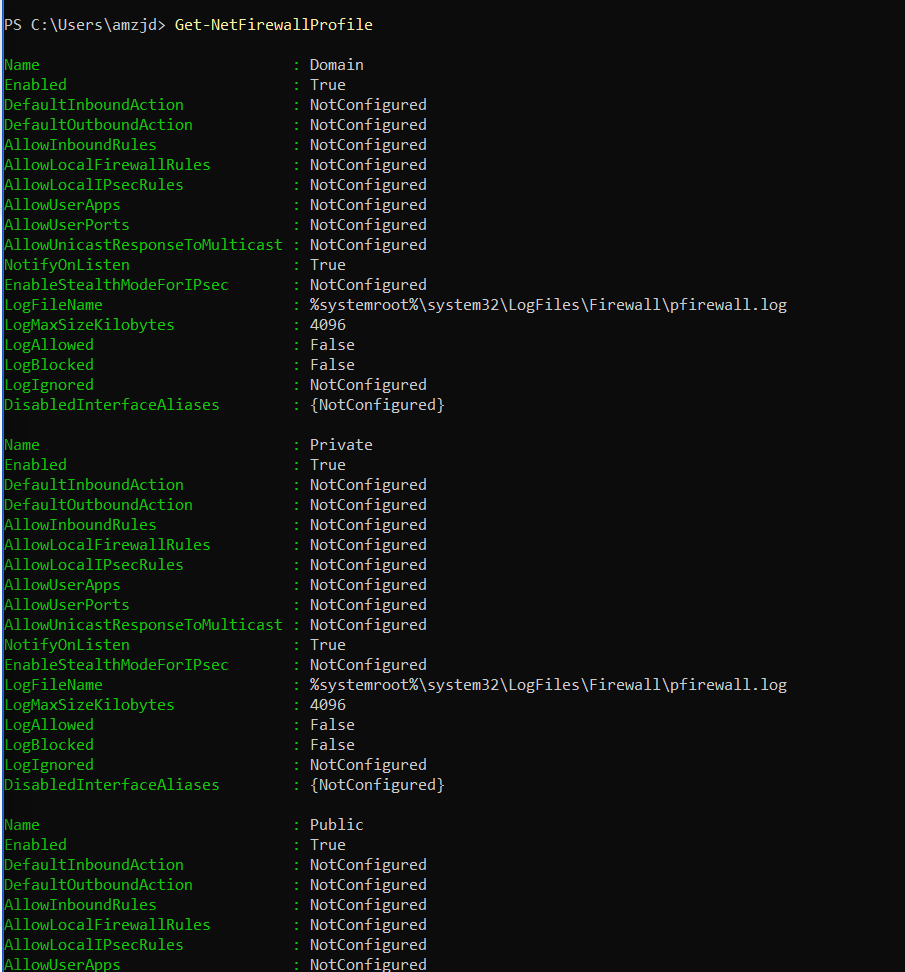 PS C:\Users\amzjd> Get-NetFirewallProfile
Name : Domain
Enabled : True
DefaultInboundAction : NotConfigured
DefaultOutboundAction : NotConfigured
AllowInboundRules : NotConfigured
AllowLocalFirewallRules : NotConfigured
AllowLocalIPsecRules : NotConfigured
AllowUserApps : NotConfigured
AllowUserPorts : NotConfigured
AllowUnicastResponseToMulticast : NotConfigured
NotifyOnListen : True
EnableStealthModeForIPsec : NotConfigured
LogFileName : %systemroot%\system32\LogFiles\Firewall\pfirewall.log
LogMaxSizeKilobytes : 4096
LogAllowed : False
LogBlocked : False
LogIgnored : NotConfigured
DisabledInterfaceAliases : {NotConfigured}
Name : Private
Enabled : True
DefaultInboundAction : NotConfigured
DefaultOutboundAction : NotConfigured
AllowInboundRules : NotConfigured
AllowLocalFirewallRules : NotConfigured
AllowLocalIPsecRules : NotConfigured
AllowUserApps : NotConfigured
AllowUserPorts : NotConfigured
AllowUnicastResponseToMulticast : NotConfigured
NotifyOnListen : True
EnableStealthModeForIPsec : NotConfigured
LogFileName : %systemroot%\system32\LogFiles\Firewall\pfirewall.log
LogMaxSizeKilobytes : 4096
LogAllowed : False
LogBlocked : False
LogIgnored : NotConfigured
DisabledInterfaceAliases : {NotConfigured}
Name : Public
Enabled : True
DefaultInboundAction : NotConfigured
DefaultOutboundAction : NotConfigured
AllowInboundRules : NotConfigured
AllowLocalFirewallRules : NotConfigured
AllowLocalIPsecRules : NotConfigured
AllowUserApps : NotConfigured